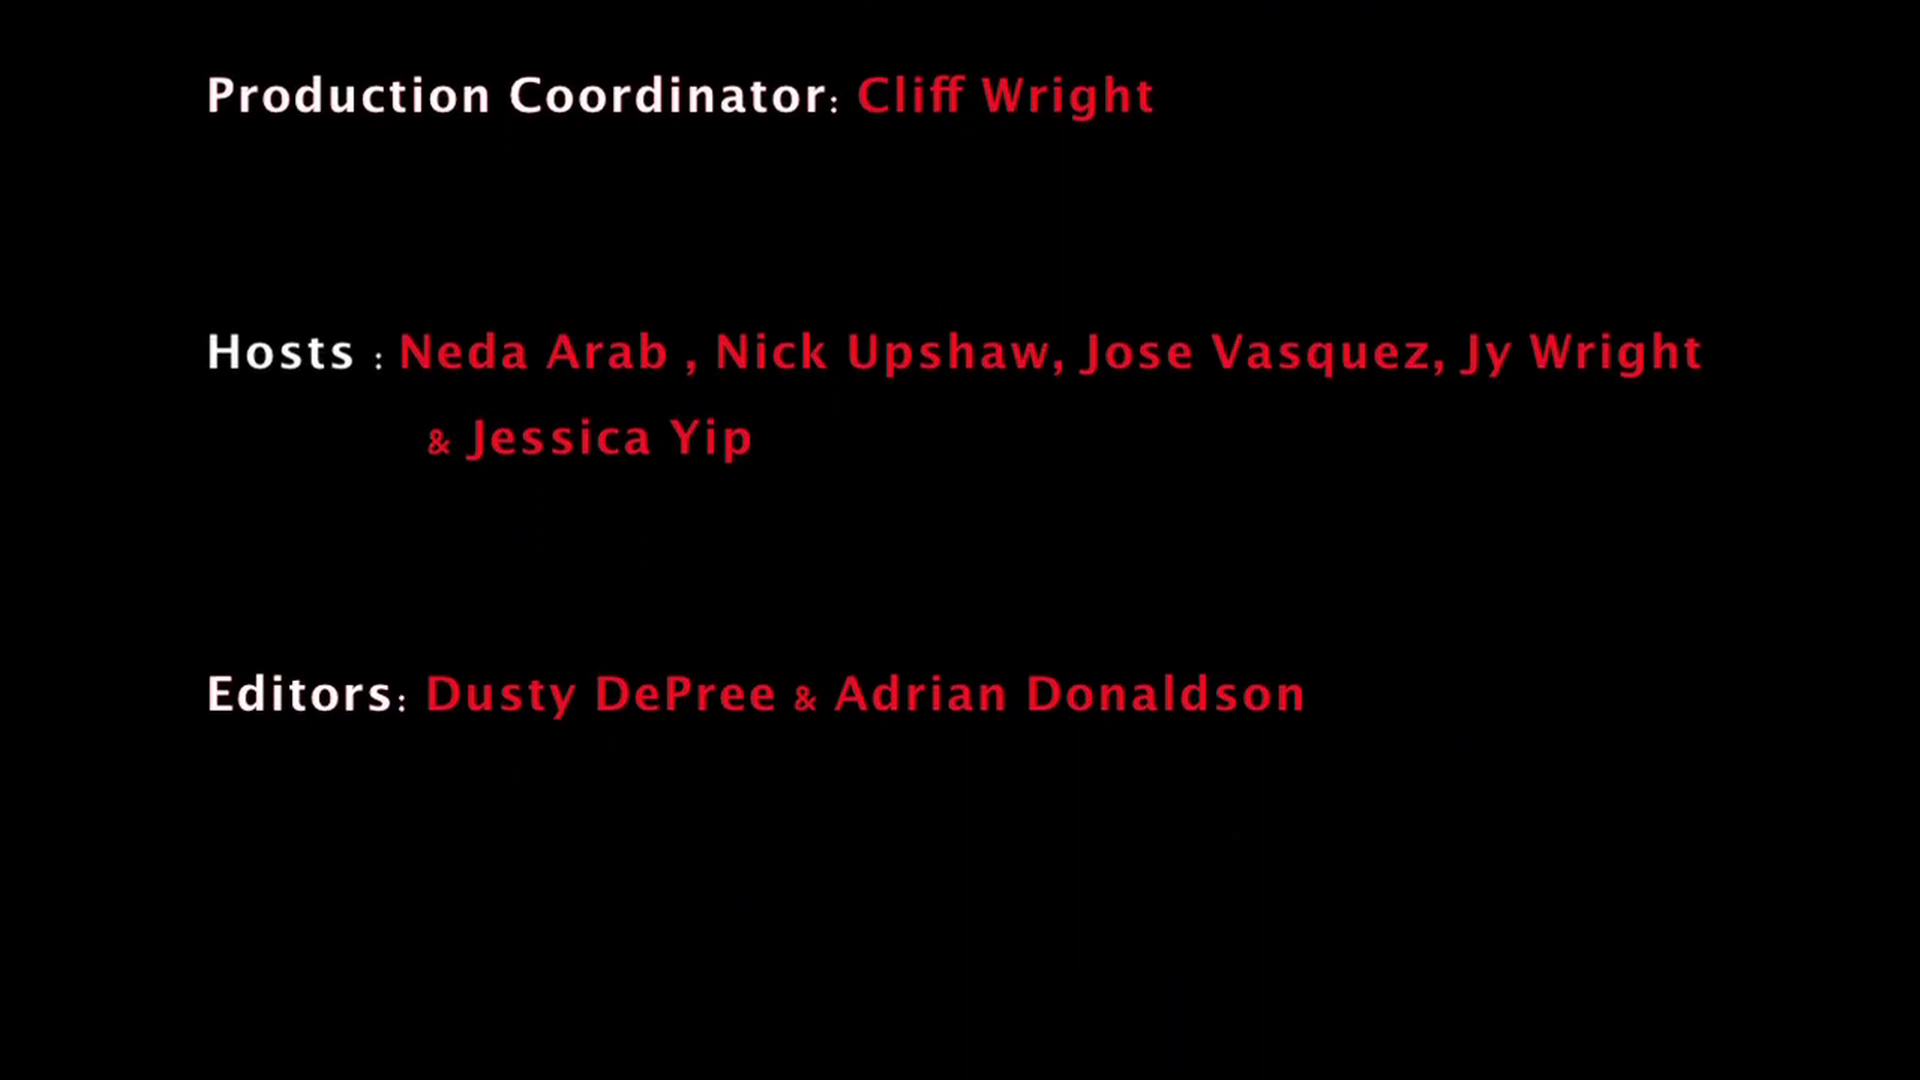 Production Coordinator: Cliff Wright
Hosts : Neda Arab , Nick Upshaw, Jose Vasquez, Jy Wright
& Jessica Yip
Editors: Dusty DePree & Adrian Donaldson